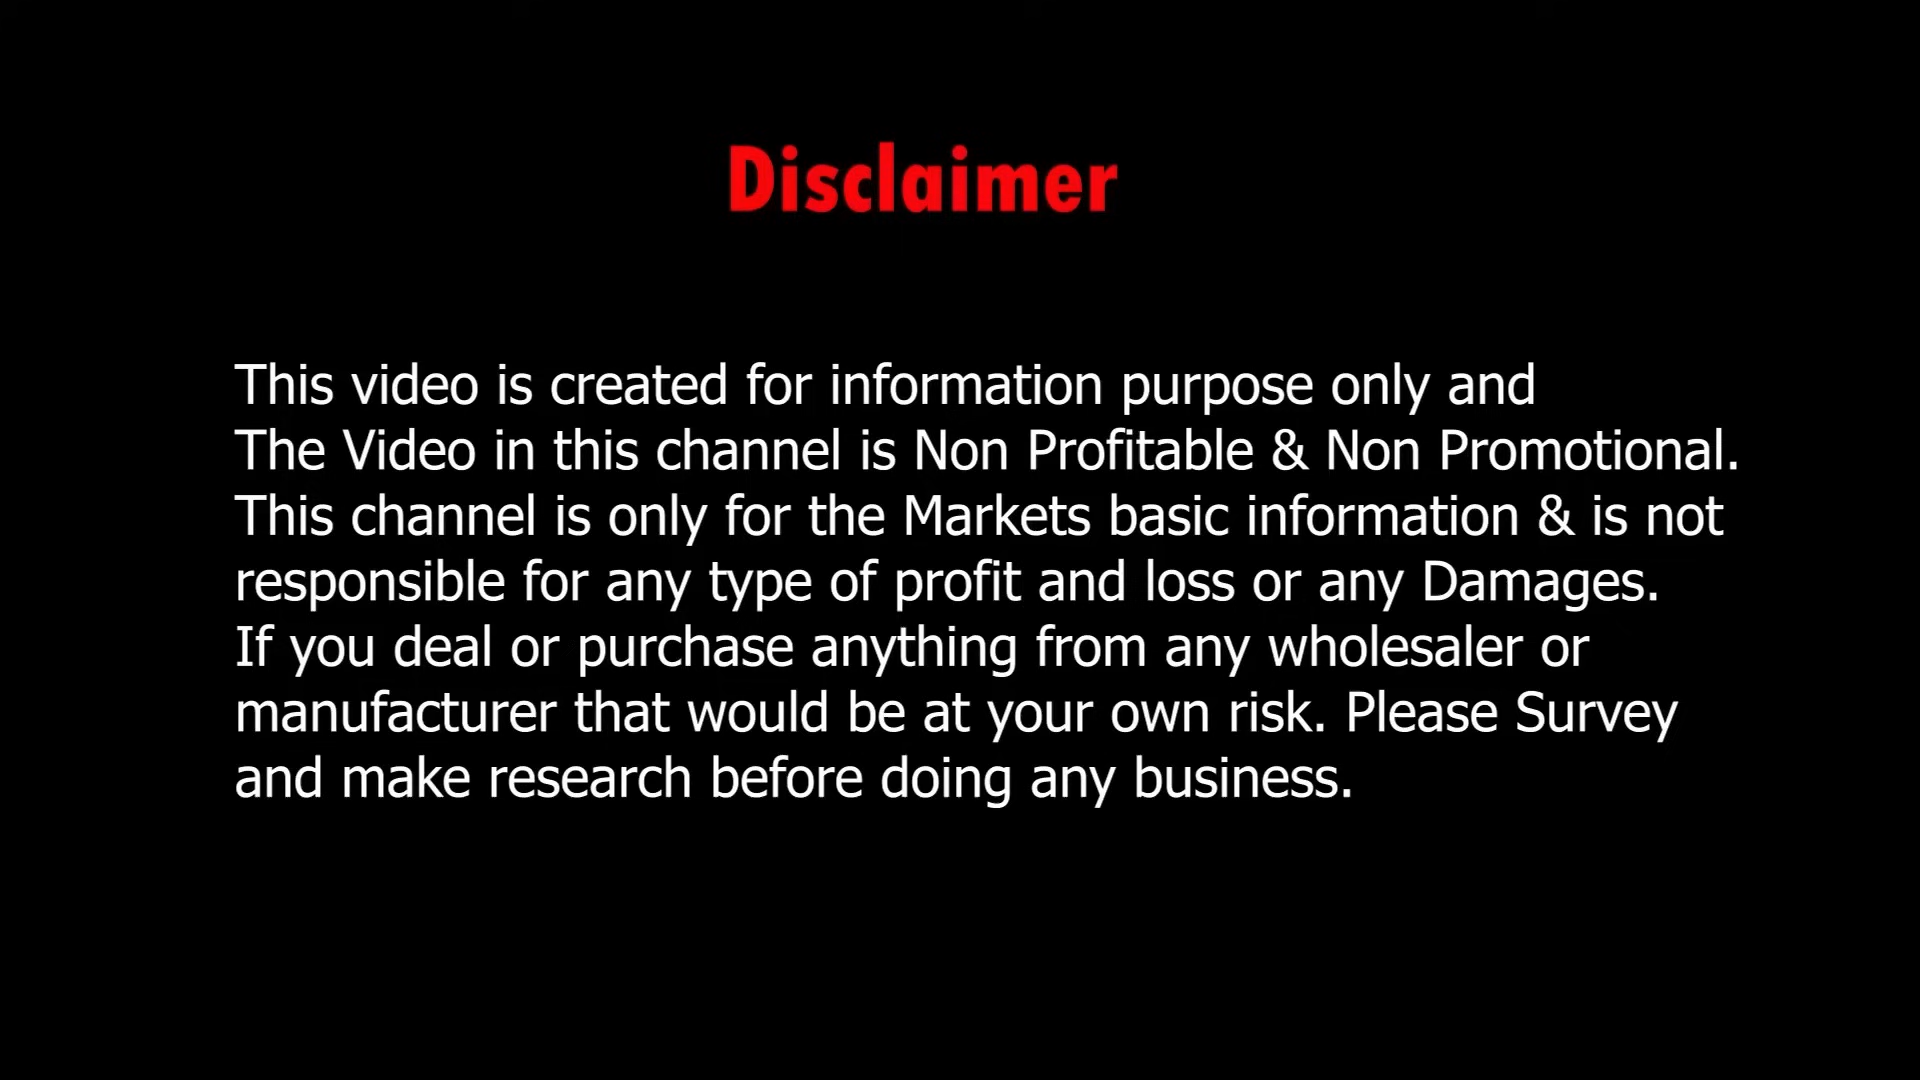 Disclaimer
This video is created for information purpose only and
The Video in this channel is Non Profitable & Non Promotional.
This channel is only for the Markets basic information & is not
responsible for any type of profit and loss or any Damages.
If you deal or purchase anything from any wholesaler or
manufacturer that would be at your own risk. Please Survey
and make research before doing any business.